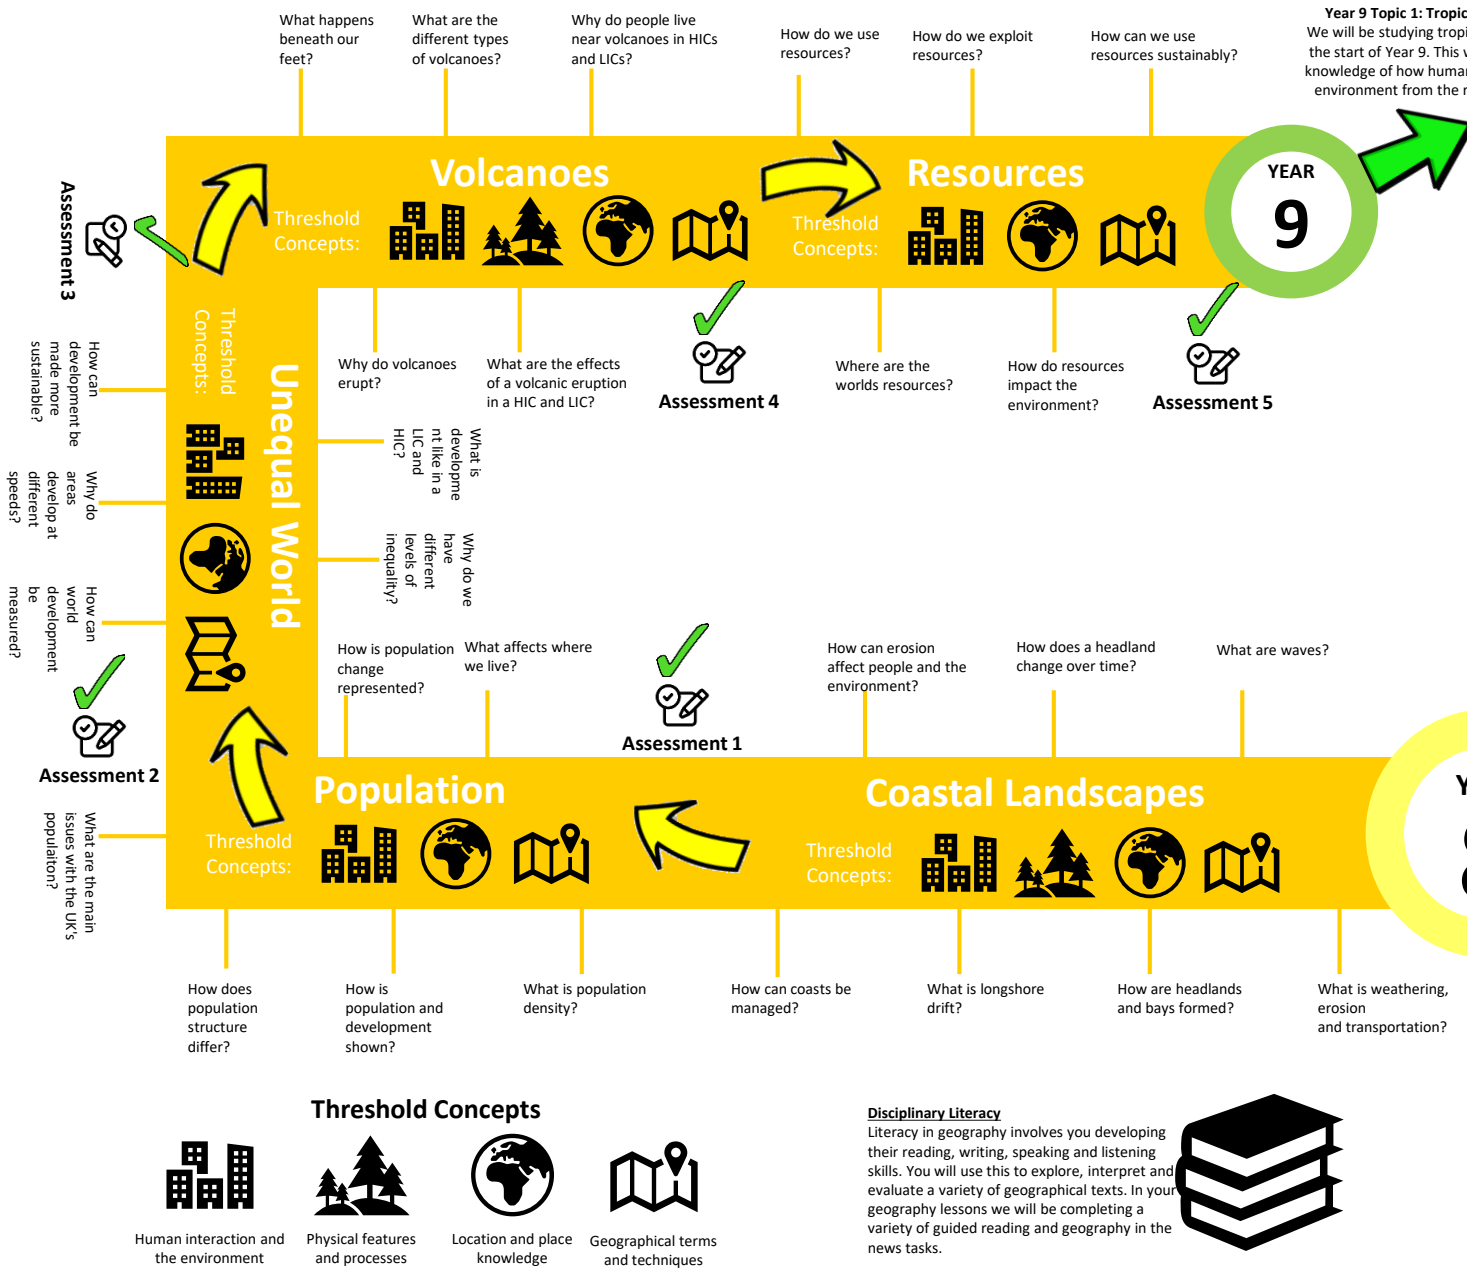 What happens
beneath our
feet?
What are the
different types
of volcanoes?
Why do people live
near volcanoes in HICs
and LICs?
How do we use
resources?
How do we exploit
resources?
How can we use
resources sustainably?
Year 9 Topic 1: Tropic
We will be studying tropi
the start of Year 9. This
knowledge of how human
environment from the
Volcanoes
Threshold
Concepts:
Resources
Threshold
Concepts:
YEAR
9
Assessment 3
Why do volcanoes
erupt?
What are the effects
of a volcanic eruption
in a HIC and LIC?
Assessment 4
Where are the
worlds resources?
How do resources
impact the
environment?
Assessment 5
Unequal World
Threshold
Concepts:
How can
development be
made more
sustainable?
Why do
areas
develop at
different
speeds?
How can
world
development
be
measured?
What is
developme
nt like in a
LIC and
HIC?
Why do we
have
different
levels of
inequality?
Assessment 2
What are the main
issues with the UK's
populaiton?
How is population
change
represented?
What affects where
we live?
Assessment 1
How can erosion
affect people and the
environment?
How does a headland
change over time?
What are waves?
Population
Threshold
Concepts:
Coastal Landscapes
Threshold
Concepts:
How does
population
structure
differ?
How is
population and
development
shown?
What is population
density?
How can coasts be
managed?
What is longshore
drift?
How are headlands
and bays formed?
What is weathering,
erosion
and transportation?
Threshold Concepts
Human interaction and
the environment
Physical features
and processes
Location and place
knowledge
Geographical terms
and techniques
Disciplinary Literacy
Literacy in geography involves you developing
their reading, writing, speaking and listening
skills. You will use this to explore, interpret and
evaluate a variety of geographical texts. In your
geography lessons we will be completing a
variety of guided reading and geography in the
news tasks.